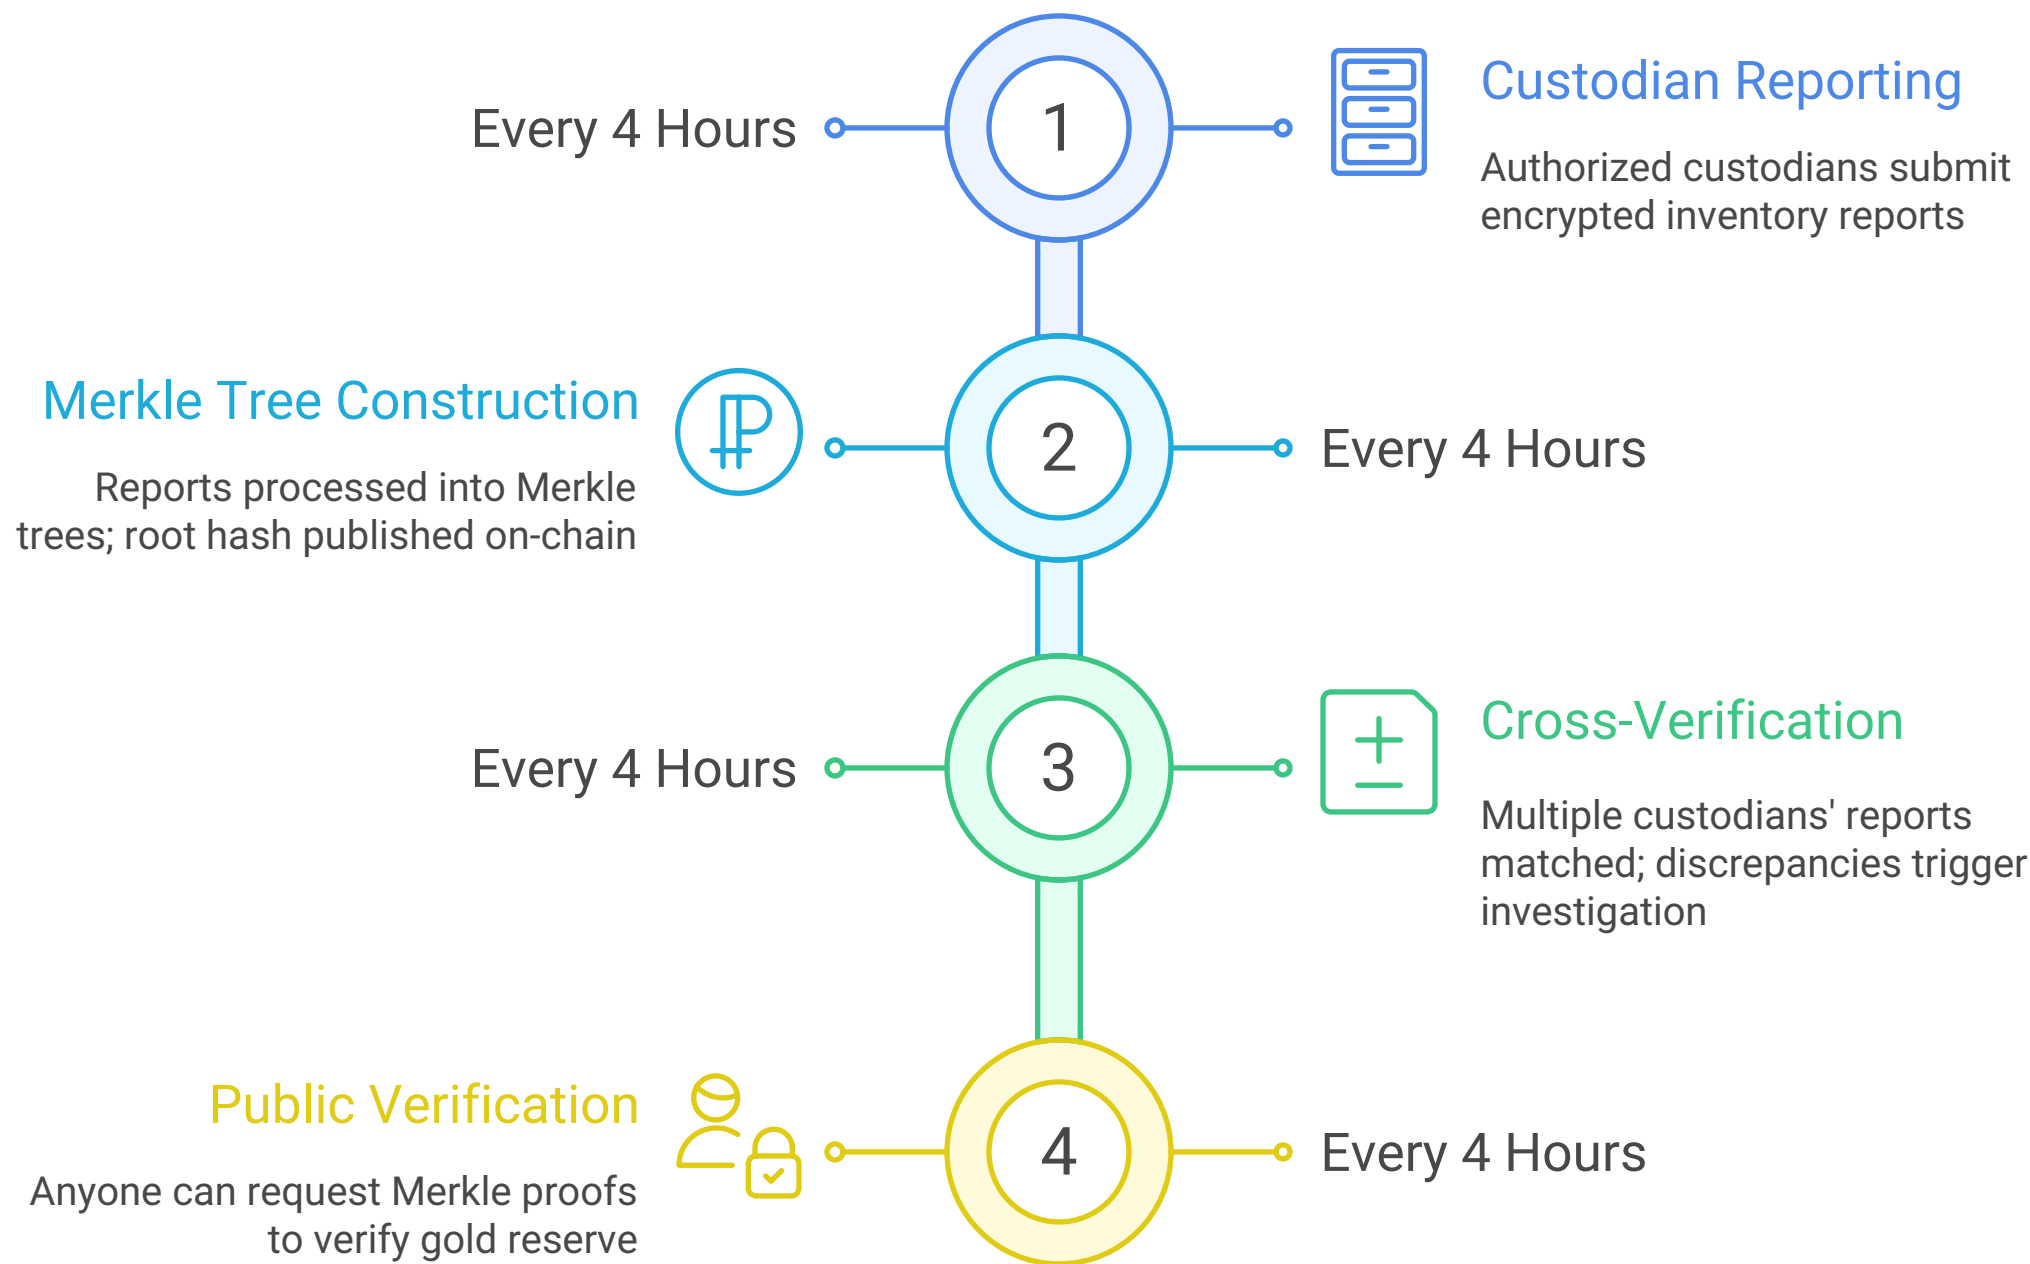 Every 4 Hours
1
Custodian Reporting
Authorized custodians submit
encrypted inventory reports
Merkle Tree Construction
Reports processed into Merkle
trees; root hash published on-chain
2
Every 4 Hours
Every 4 Hours
3
Cross-Verification
Multiple custodians' reports
matched; discrepancies trigger
investigation
Public Verification
Anyone can request Merkle proofs
to verify gold reserve
4
Every 4 Hours